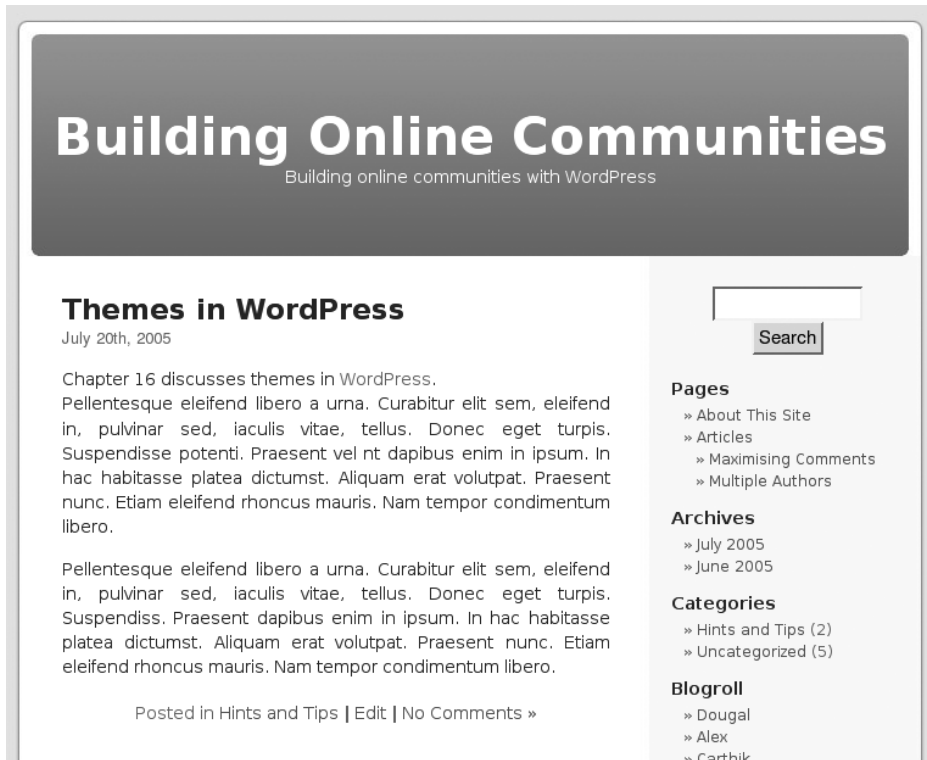 Building Online Communities
Building online communities with WordPress
Themes in WordPress
July 20th, 2005
Chapter 16 discusses themes in WordPress.
Pellentesque eleifend libero a urna. Curabitur elit sem, eleifend
in, pulvinar sed, iaculis vitae, tellus. Donec eget turpis.
Suspendisse potenti. Praesent vel nt dapibus enim in ipsum. In
hac habitasse platea dictumst. Aliquam erat volutpat. Praesent
nunc. Etiam eleifend rhoncus mauris. Nam tempor condimentum
libero.
Pellentesque eleifend libero a urna. Curabitur elit sem, eleifend
in, pulvinar sed, iaculis vitae, tellus. Donec eget turpis.
Suspendiss. Praesent dapibus enim in ipsum. In hac habitasse
platea dictumst. Aliquam erat volutpat. Praesent nunc. Etiam
eleifend rhoncus mauris. Nam tempor condimentum libero.
Posted in Hints and Tips | Edit | No Comments »
Search
Pages
» About This Site
» Articles
» Maximising Comments
» Multiple Authors
Archives
» July 2005
» June 2005
Categories
» Hints and Tips (2)
» Uncategorized (5)
Blogroll
» Dougal
» Alex
» Carthik